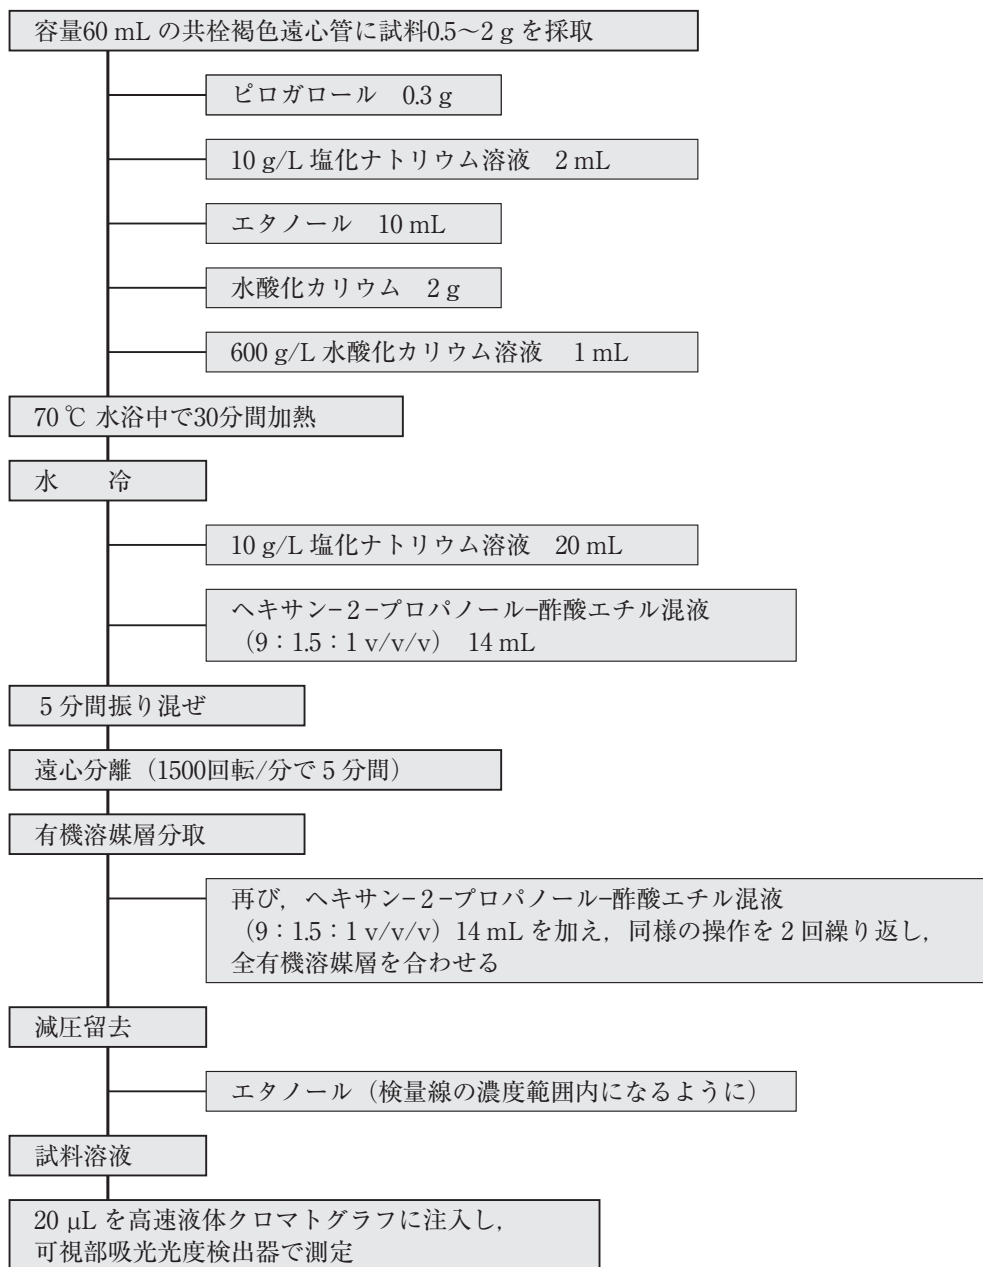 容量60 mL の共栓褐色遠心管に試料0.5~2 g を採取
ピロガロール 0.3 g
10 g/L 塩化ナトリウム溶液 2 mL
エタノール 10 mL
水酸化カリウム 2 g
600 g/L 水酸化カリウム溶液 1 mL
70 ℃ 水浴中で30分間加熱
水 冷
10 g/L 塩化ナトリウム溶液 20 mL
ヘキサン−2−プロパノール−酢酸エチル混液
(9:1.5:1 v/v/v) 14 mL
5 分間振り混ぜ
遠心分離(1500回転/分で 5 分間)
有機溶媒層分取
再び,ヘキサン−2−プロパノール−酢酸エチル混液
(9:1.5:1 v/v/v)14 mL を加え,同様の操作を 2 回繰り返し,
全有機溶媒層を合わせる
減圧留去
エタノール(検量線の濃度範囲内になるように)
試料溶液
20 μL を高速液体クロマトグラフに注入し,
可視部吸光光度検出器で測定